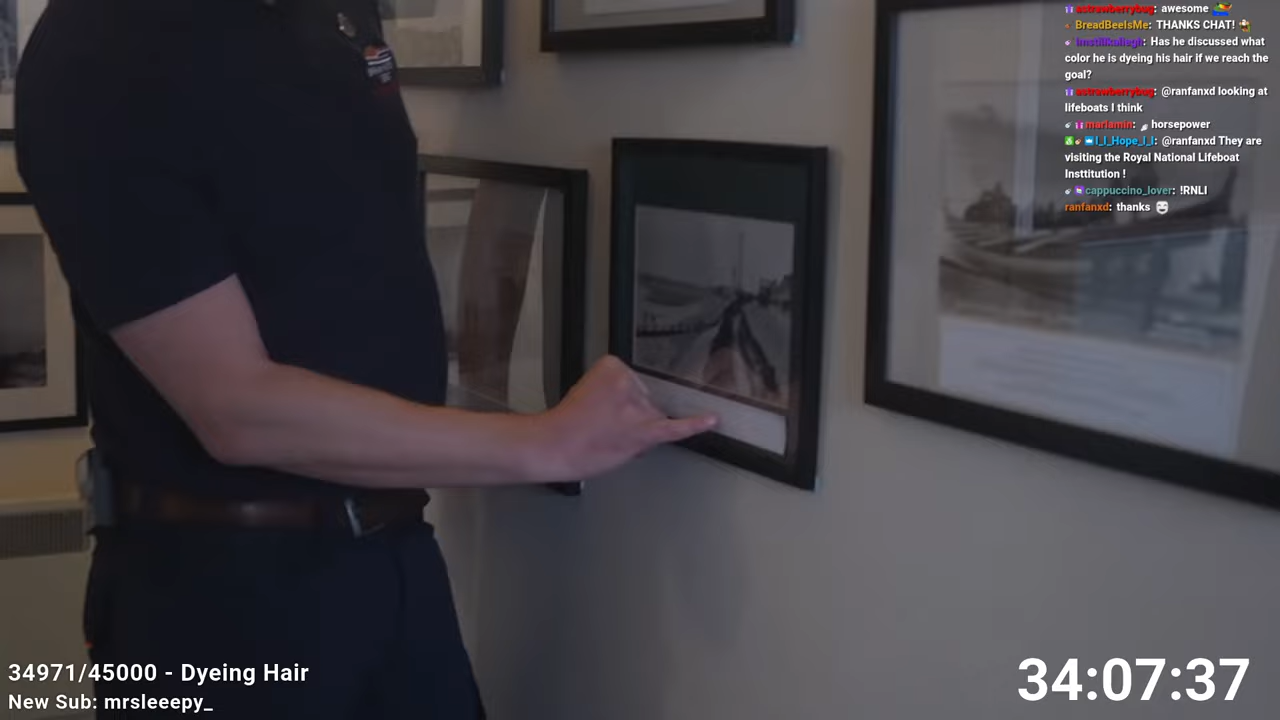 astrawberrybug: awesome
BreadBeelsMe: THANKS CHAT!
Has he discussed what
color he is dyeing his hair if we reach the
goal?
astrawberrybug: @ranfanxd looking at
lifeboats I think
marlamin: horsepower
I_I_Hope_I_I: @ranfanxd They are
visiting the Royal National Lifeboat
Insttitution !
cappuccino_lover: !RNLI
ranfanxd: thanks
34971/45000 - Dyeing Hair
New Sub: mrsleeepy_
34:07:37